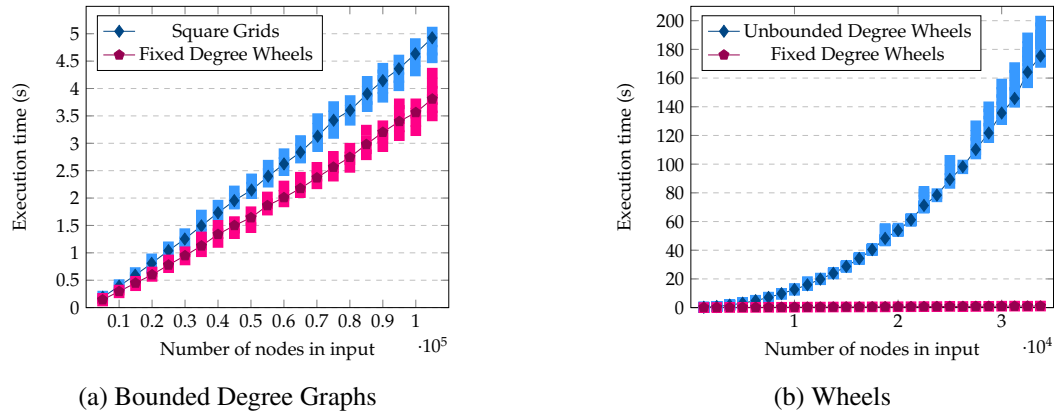 Square Grids
Fixed Degree Wheels
Execution time (s)
5
4.5
4
3.5
3
2.5
2
1.5
1
0.5
0
0.1 0.2 0.3 0.4 0.5 0.6 0.7 0.8 0.9 1
Number of nodes in input ·10⁵
(a) Bounded Degree Graphs
Unbounded Degree Wheels
Fixed Degree Wheels
Execution time (s)
200
180
160
140
120
100
80
60
40
20
0
1 2 3
Number of nodes in input ·10⁴
(b) Wheels